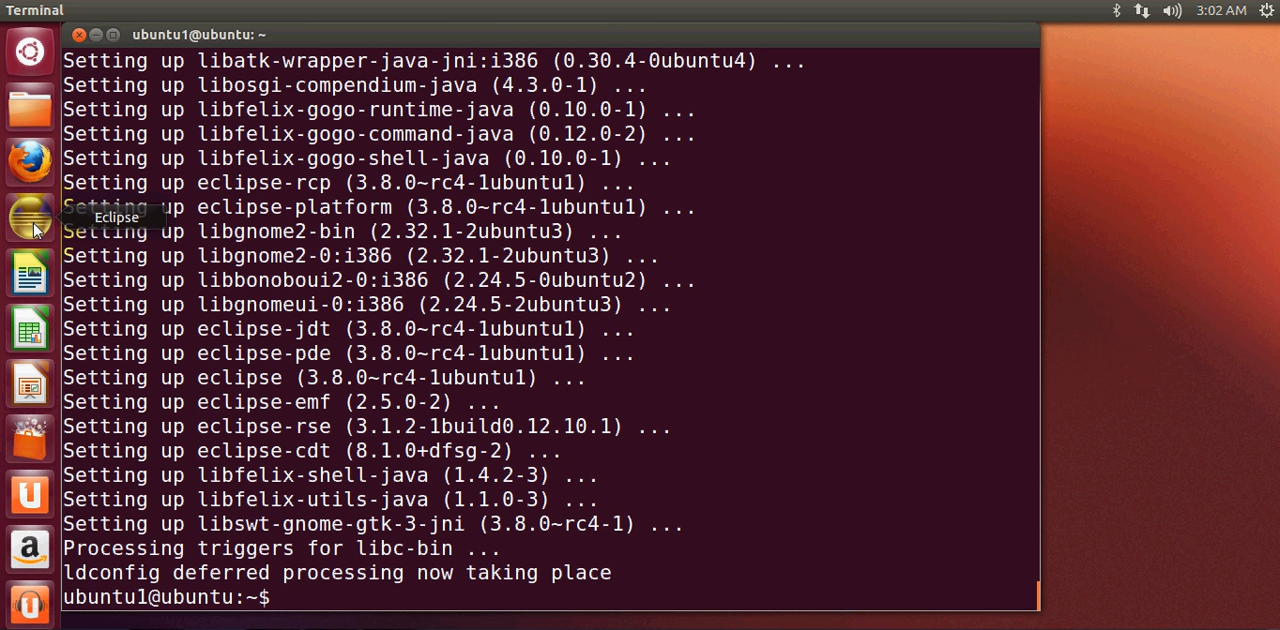 Terminal
3:02 AM
ubuntu1@ubuntu: ~
Setting up libatk-wrapper-java-jni:i386 (0.30.4-0ubuntu4) ...
Setting up libosgi-compendium-java (4.3.0-1) ...
Setting up libfelix-gogo-runtime-java (0.10.0-1) ...
Setting up libfelix-gogo-command-java (0.12.0-2) ...
Setting up libfelix-gogo-shell-java (0.10.0-1) ...
Setting up eclipse-rcp (3.8.0~rc4-1ubuntu1) ...
Setting up eclipse-platform (3.8.0~rc4-1ubuntu1) ...
Eclipse
Setting up libgnome2-bin (2.32.1-2ubuntu3) ...
Setting up libgnome2-0:i386 (2.32.1-2ubuntu3) ...
Setting up libbonoboui2-0:i386 (2.24.5-0ubuntu2) ...
Setting up libgnomeui-0:i386 (2.24.5-2ubuntu3) ...
Setting up eclipse-jdt (3.8.0~rc4-1ubuntu1) ...
Setting up eclipse-pde (3.8.0~rc4-1ubuntu1) ...
Setting up eclipse (3.8.0~rc4-1ubuntu1) ...
Setting up eclipse-emf (2.5.0-2) ...
Setting up eclipse-rse (3.1.2-1build0.12.10.1) ...
Setting up eclipse-cdt (8.1.0+dfsg-2) ...
Setting up libfelix-shell-java (1.4.2-3) ...
Setting up libfelix-utils-java (1.1.0-3) ...
Setting up libswt-gnome-gtk-3-jni (3.8.0~rc4-1) ...
Processing triggers for libc-bin ...
ldconfig deferred processing now taking place
ubuntu1@ubuntu:~$